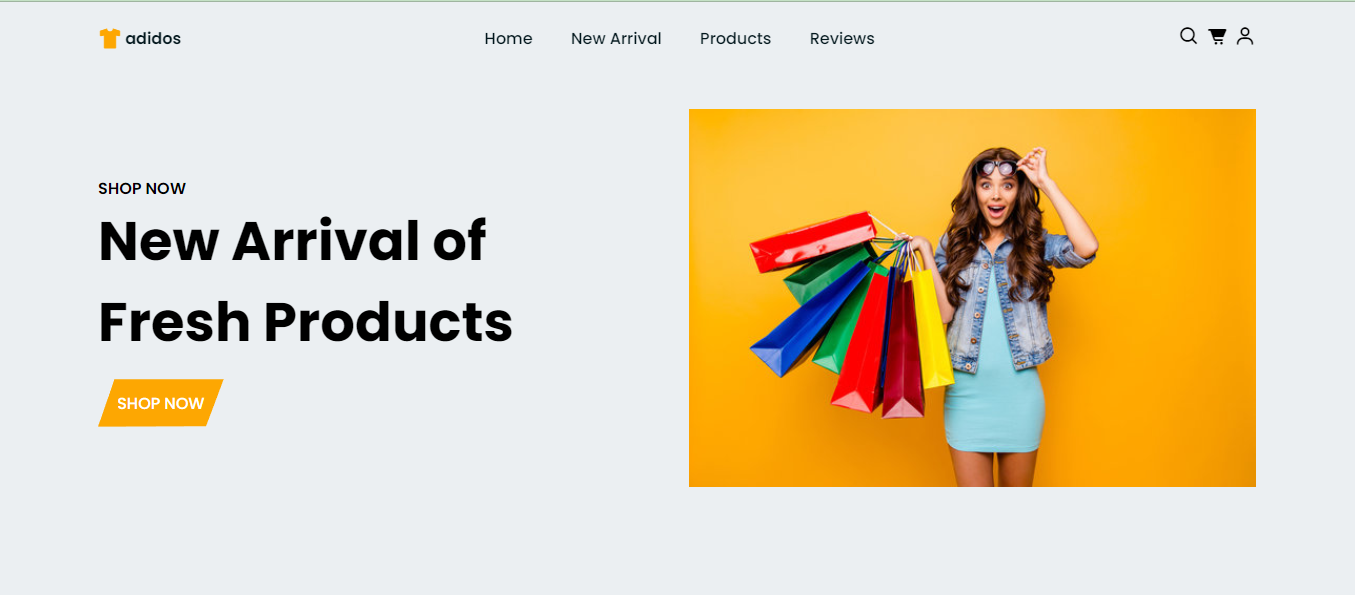 adidos
Home
New Arrival
Products
Reviews
SHOP NOW
New Arrival of
Fresh Products
SHOP NOW